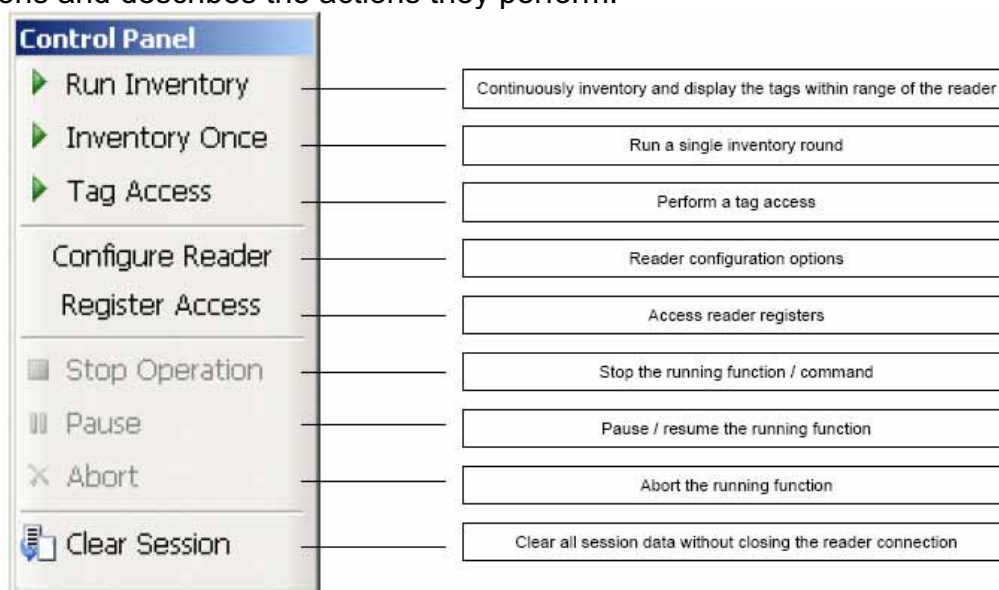 ons and describes the actions they perform.
Control Panel
Run Inventory
Continuously inventory and display the tags within range of the reader
Inventory Once
Run a single inventory round
Tag Access
Perform a tag access
Configure Reader
Reader configuration options
Register Access
Access reader registers
Stop Operation
Stop the running function / command
Pause
Pause / resume the running function
Abort
Abort the running function
Clear Session
Clear all session data without closing the reader connection